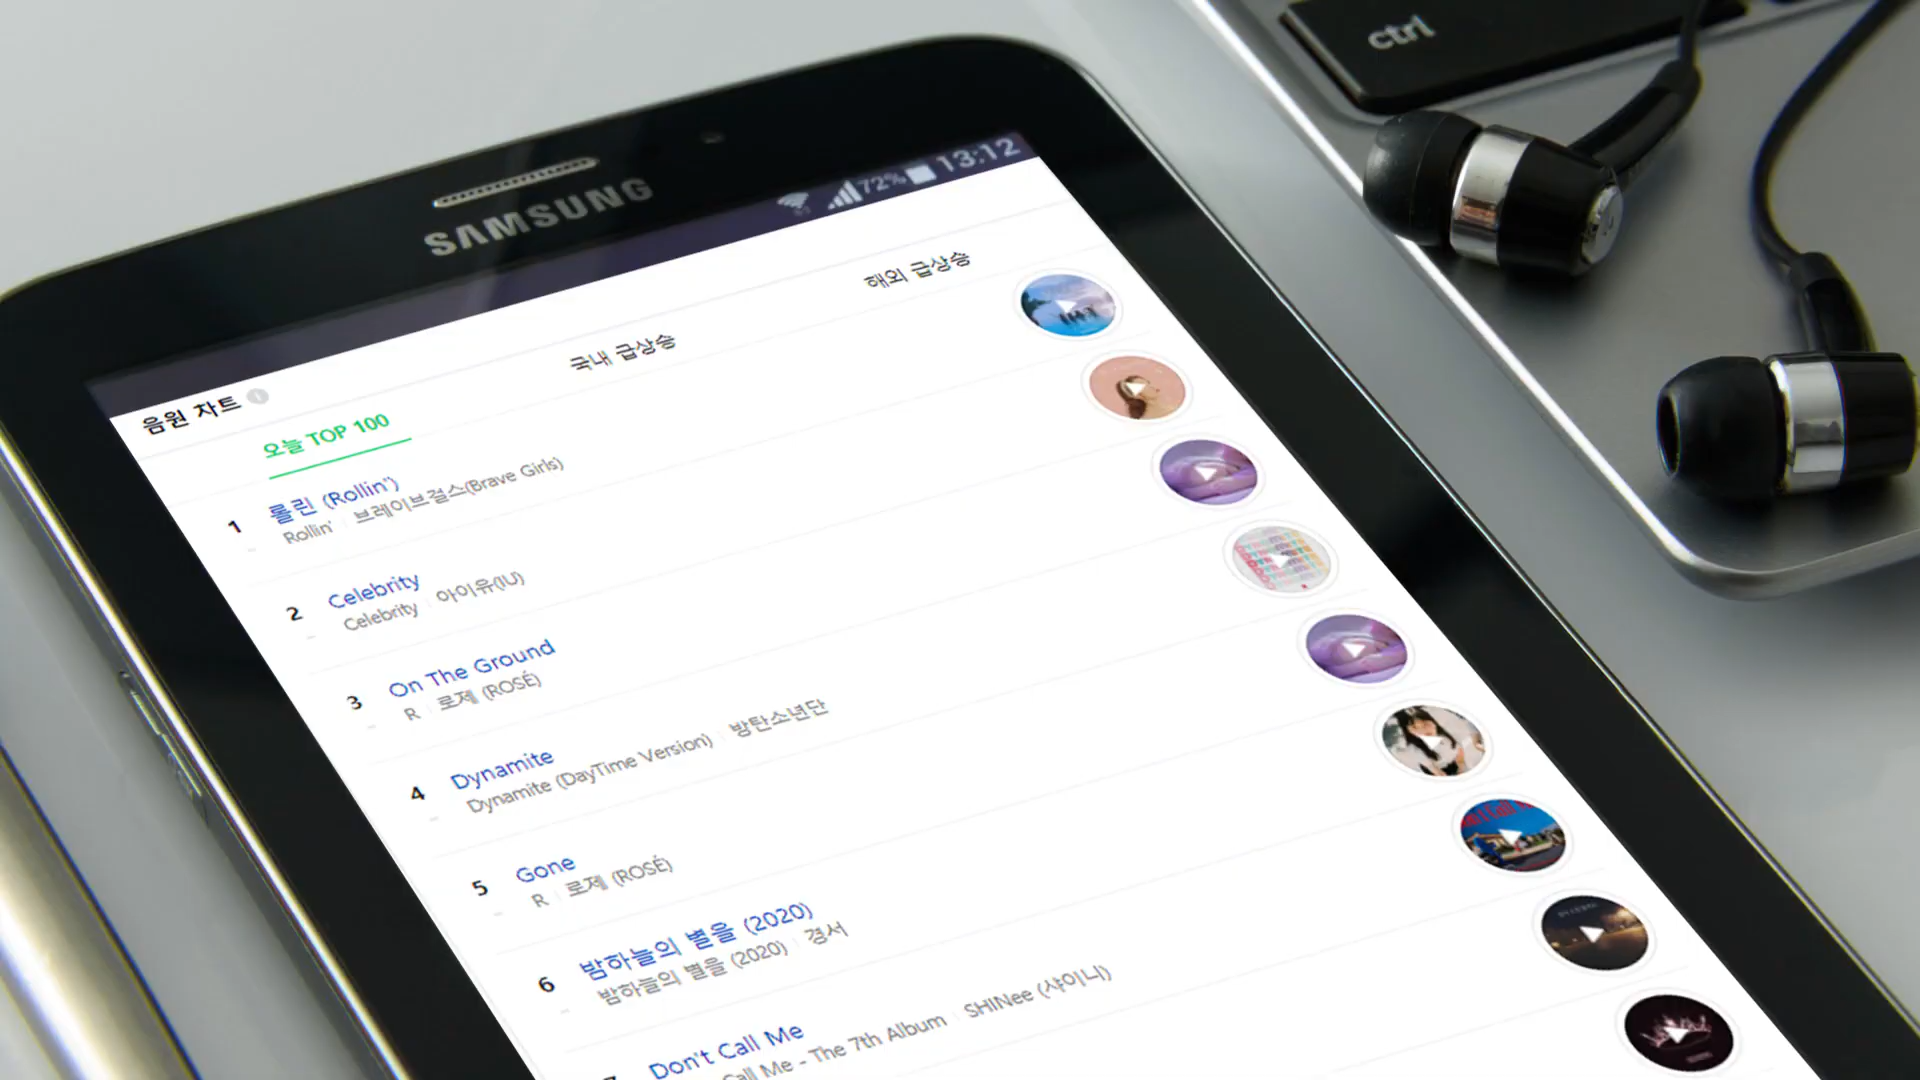 ctrl
SAMSUNG
72% 13:12
음원 차트
오늘 TOP 100
국내 급상승
해외 급상승
1
롤린 (Rollin')
Rollin' 브레이브걸스(Brave Girls)
2
Celebrity
Celebrity 아이유(IU)
3
On The Ground
R 로제 (ROSÉ)
4
Dynamite
Dynamite (DayTime Version) 방탄소년단
5
Gone
R 로제 (ROSÉ)
6
밤하늘의 별을 (2020)
밤하늘의 별을 (2020) 경서
7
Don't Call Me
Call Me - The 7th Album SHINee (샤이니)